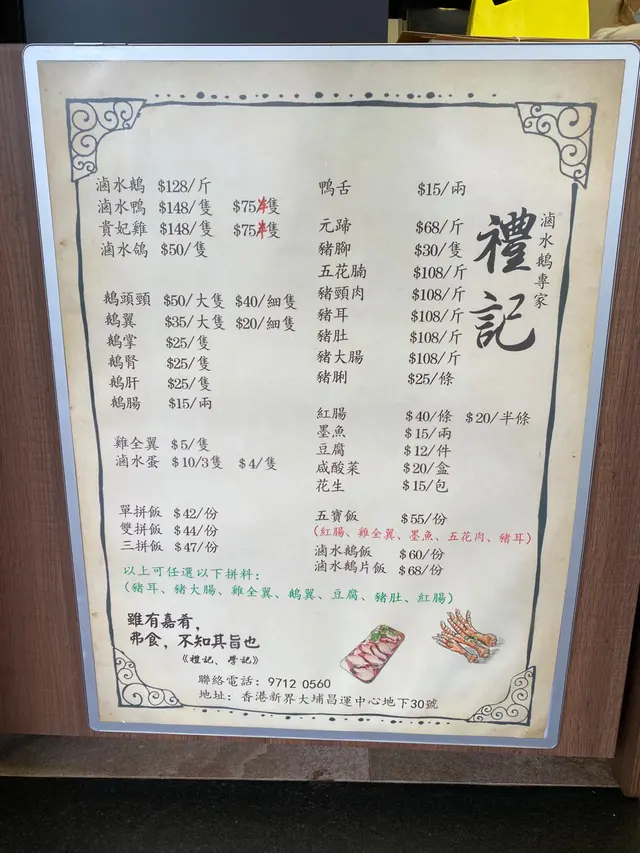 滷水鵝 $128/斤
滷水鴨 $148/隻 $75/半隻
貴妃雞 $148/隻 $75/半隻
滷水鴿 $50/隻
鵝頭頸 $50/大隻 $40/細隻
鵝翼 $35/大隻 $20/細隻
鵝掌 $25/隻
鵝腎 $25/隻
鵝肝 $25/隻
鵝腸 $15/兩
雞全翼 $5/隻
滷水蛋 $10/3隻 $4/隻
單拼飯 $42/份
雙拼飯 $44/份
三拼飯 $47/份
以上可任選以下拼料:
(豬耳、豬大腸、雞全翼、鵝翼、豆腐、豬肚、紅腸)
鴨舌 $15/兩
元蹄 $68/斤
豬腳 $30/隻
五花腩 $108/斤
豬頸肉 $108/斤
豬耳 $108/斤
豬肚 $108/斤
豬大腸 $108/斤
豬脷 $25/條
紅腸 $40/條 $20/半條
墨魚 $15/兩
豆腐 $12/件
咸酸菜 $20/盒
花生 $15/包
五寶飯 $55/份
(紅腸、雞全翼、墨魚、五花肉、豬耳)
滷水鵝飯 $60/份
滷水鵝片飯 $68/份
滷水鵝專家
禮記
雖有嘉肴,
弗食, 不知其旨也
《禮記、學記》
聯絡電話: 9712 0560
地址: 香港新界大埔昌運中心地下30號